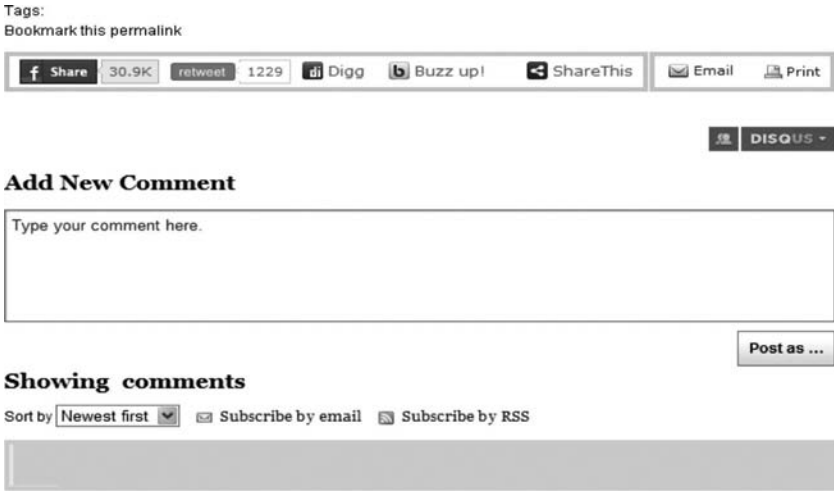 Tags:
Bookmark this permalink
f Share 30.9K retweet 1229 di Digg b Buzz up! ShareThis Email Print
DISQUS
Add New Comment
Type your comment here.
Post as ...
Showing comments
Sort by Newest first Subscribe by email Subscribe by RSS